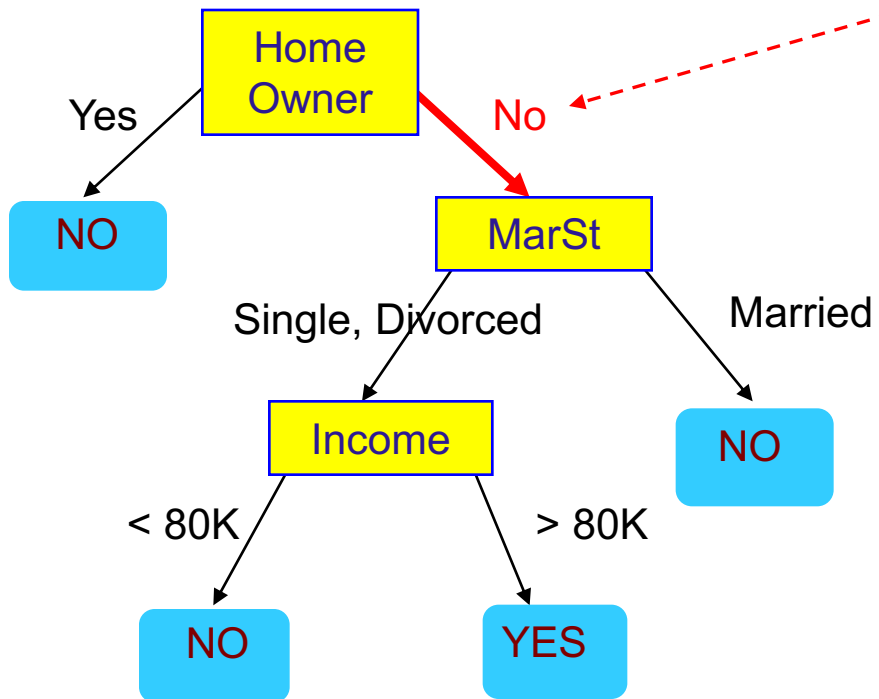 Home
Owner
Yes
No
NO
MarSt
Single, Divorced
Married
Income
NO
< 80K
> 80K
NO
YES